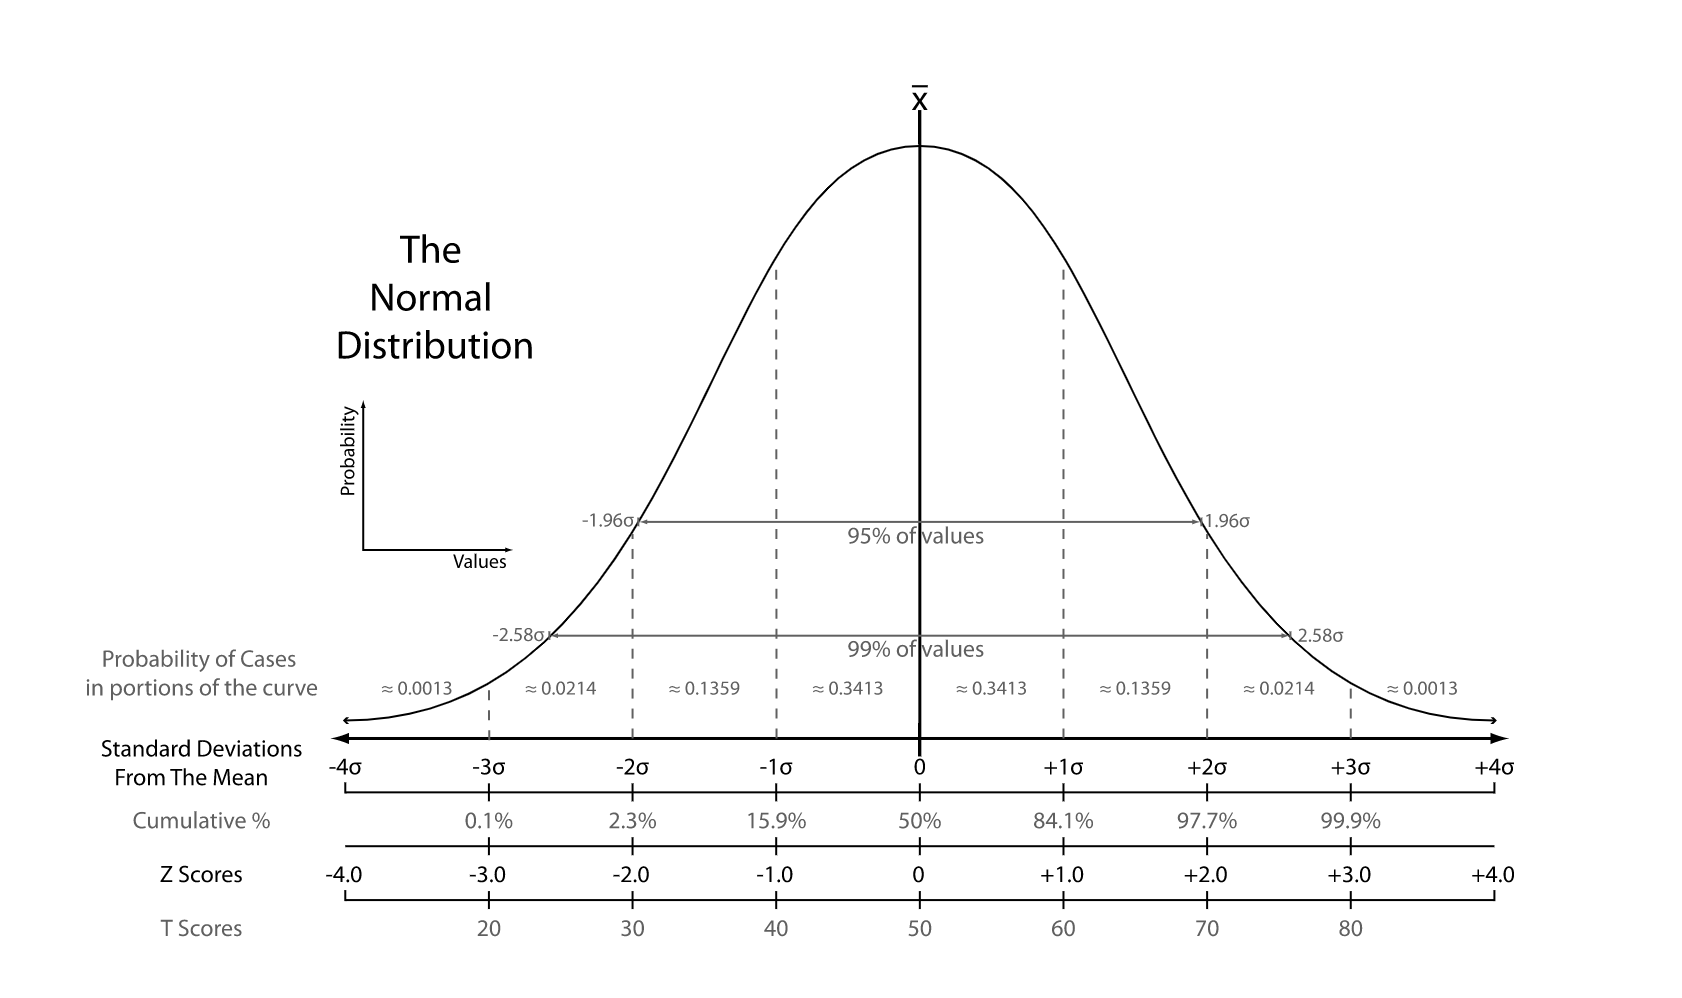 x̅
The
Normal
Distribution
Probability
Values
-1.96σ 1.96σ
95% of values
-2.58σ 2.58σ
99% of values
Probability of Cases
in portions of the curve
≈ 0.0013 ≈ 0.0214 ≈ 0.1359 ≈ 0.3413 ≈ 0.3413 ≈ 0.1359 ≈ 0.0214 ≈ 0.0013
Standard Deviations
From The Mean
-4σ -3σ -2σ -1σ 0 +1σ +2σ +3σ +4σ
Cumulative % 0.1% 2.3% 15.9% 50% 84.1% 97.7% 99.9%
Z Scores -4.0 -3.0 -2.0 -1.0 0 +1.0 +2.0 +3.0 +4.0
T Scores 20 30 40 50 60 70 80